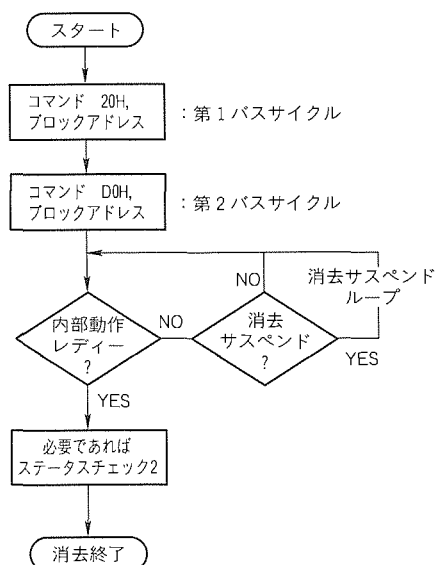 スタート
コマンド 20H,
ブロックアドレス
：第１バスサイクル
コマンド D0H,
ブロックアドレス
：第２バスサイクル
内部動作
レディー
?
NO
YES
消去
サスペンド
?
NO
YES
消去サスペンド
ループ
必要であれば
ステータスチェック2
消去終了